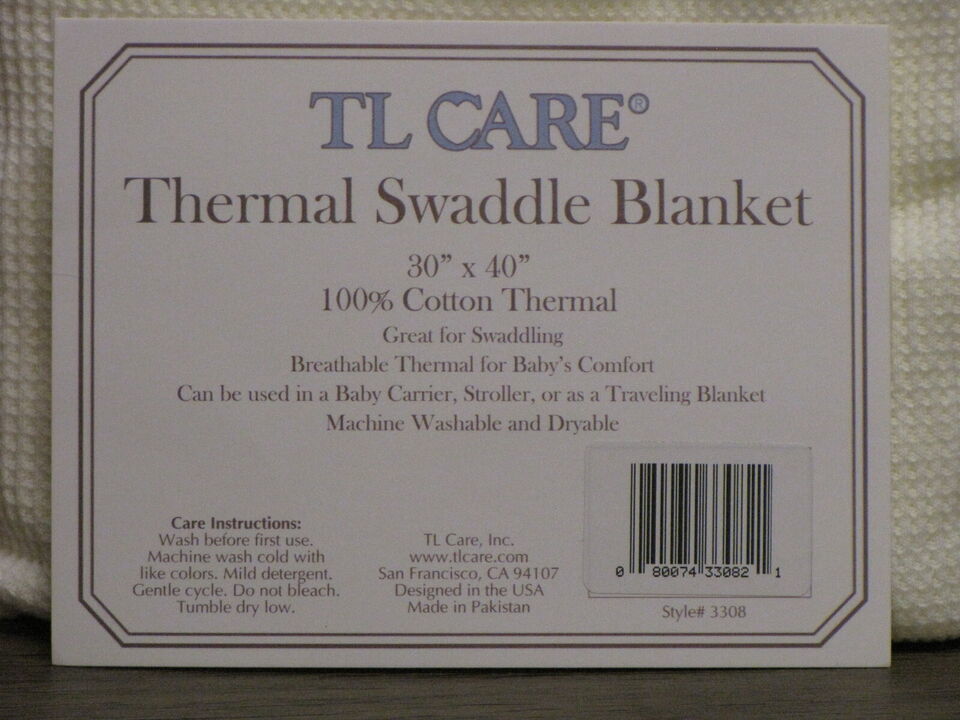 TL CARE®
Thermal Swaddle Blanket
30” x 40”
100% Cotton Thermal
Great for Swaddling
Breathable Thermal for Baby’s Comfort
Can be used in a Baby Carrier, Stroller, or as a Traveling Blanket
Machine Washable and Dryable
Care Instructions:
Wash before first use.
Machine wash cold with
like colors. Mild detergent.
Gentle cycle. Do not bleach.
Tumble dry low.
TL Care, Inc.
www.tlcare.com
San Francisco, CA 94107
Designed in the USA
Made in Pakistan
0 80074 33082 1
Style# 3308